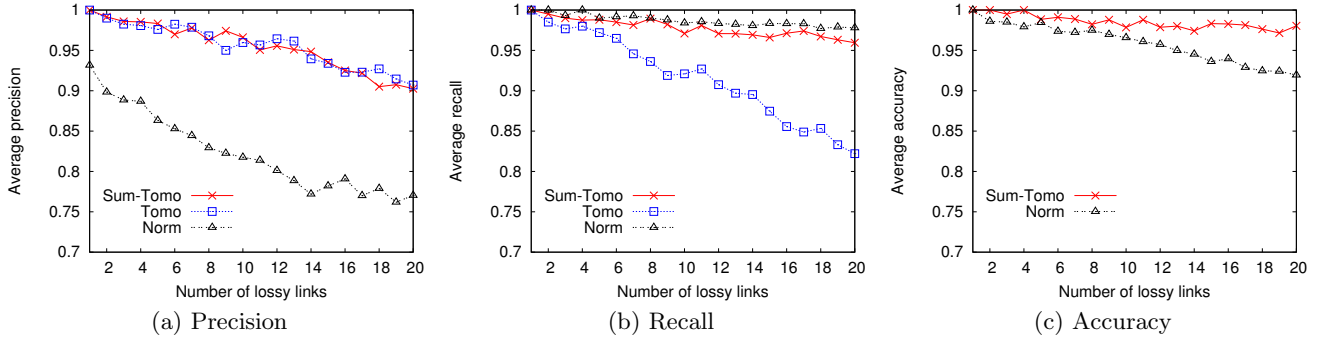 1
0.95
0.9
0.85
0.8
0.75
0.7
Average precision
Sum-Tomo
Tomo
Norm
2 4 6 8 10 12 14 16 18 20
Number of lossy links
(a) Precision
1
0.95
0.9
0.85
0.8
0.75
0.7
Average recall
Sum-Tomo
Tomo
Norm
2 4 6 8 10 12 14 16 18 20
Number of lossy links
(b) Recall
1
0.95
0.9
0.85
0.8
0.75
0.7
Average accuracy
Sum-Tomo
Norm
2 4 6 8 10 12 14 16 18 20
Number of lossy links
(c) Accuracy